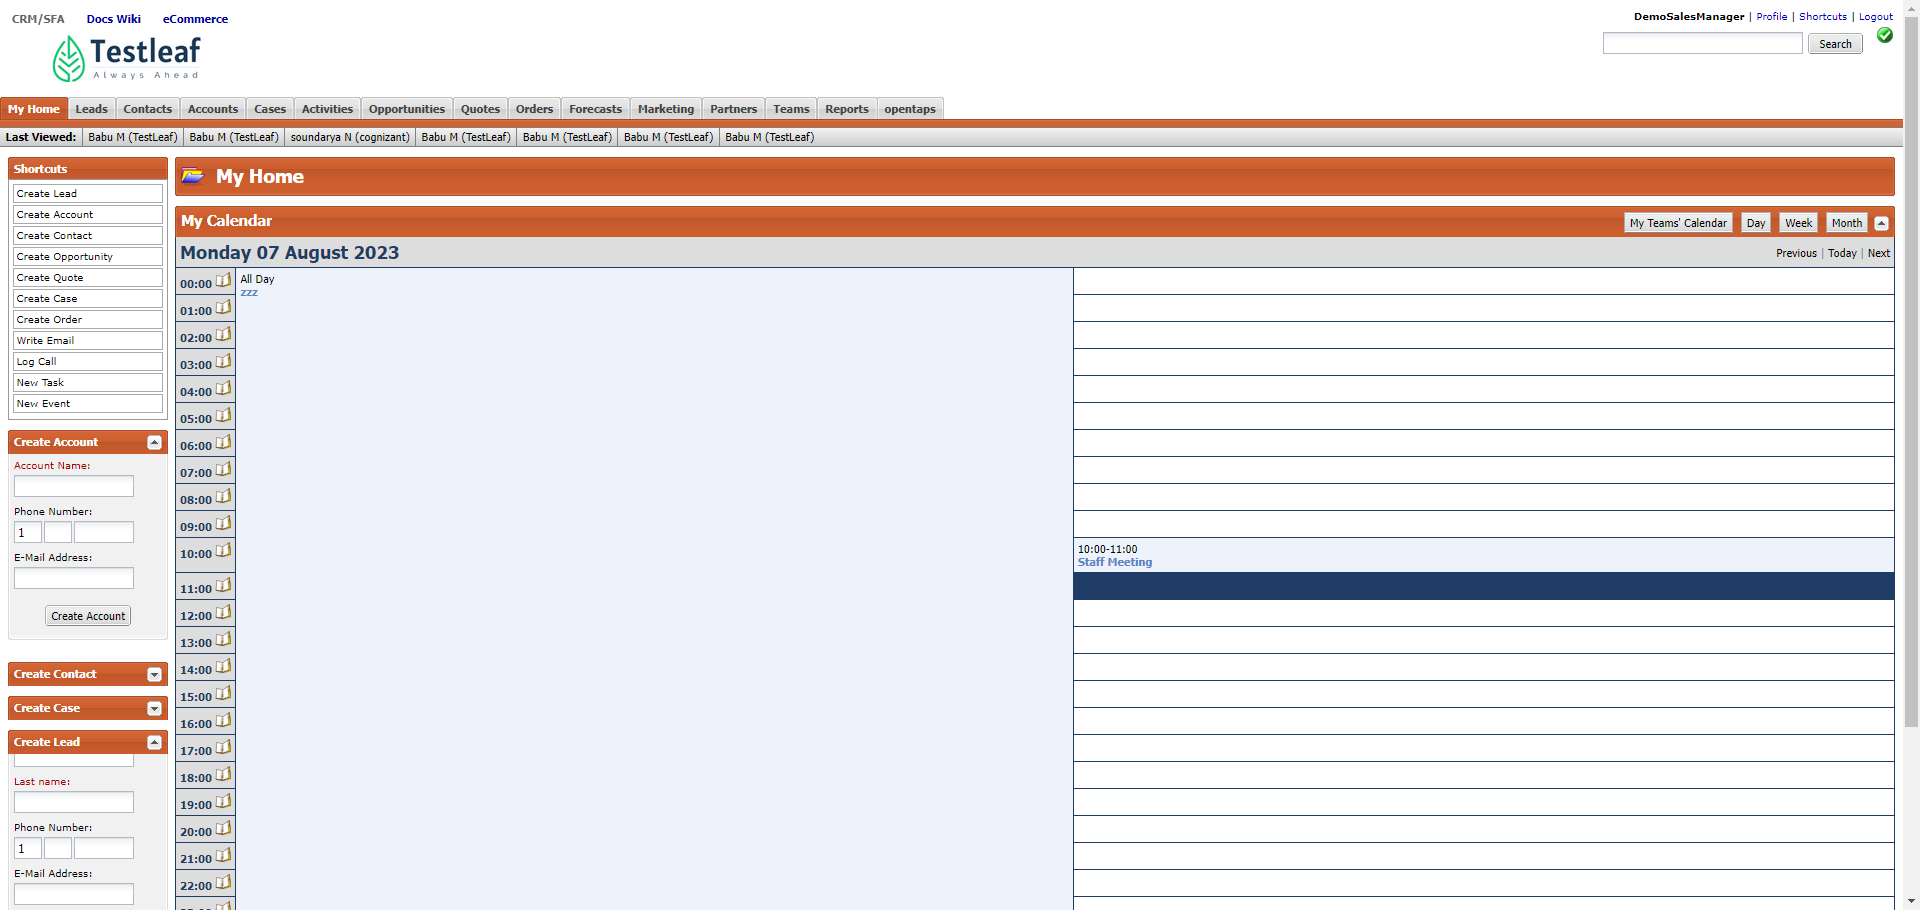 CRM/SFA Docs Wiki eCommerce
DemoSalesManager | Profile | Shortcuts | Logout
Search
Testleaf
Always Ahead
My Home Leads Contacts Accounts Cases Activities Opportunities Quotes Orders Forecasts Marketing Partners Teams Reports opentaps
Last Viewed: Babu M (TestLeaf) Babu M (TestLeaf) soundarya N (cognizant) Babu M (TestLeaf) Babu M (TestLeaf) Babu M (TestLeaf) Babu M (TestLeaf)
Shortcuts
Create Lead
Create Account
Create Contact
Create Opportunity
Create Quote
Create Case
Create Order
Write Email
Log Call
New Task
New Event
Create Account
Account Name:
Phone Number:
1
E-Mail Address:
Create Account
Create Contact
Create Case
Create Lead
Last name:
Phone Number:
1
E-Mail Address:
My Home
My Calendar
My Teams' Calendar Day Week Month
Monday 07 August 2023
Previous | Today | Next
00:00
All Day
zzz
01:00
02:00
03:00
04:00
05:00
06:00
07:00
08:00
09:00
10:00
10:00-11:00
Staff Meeting
11:00
12:00
13:00
14:00
15:00
16:00
17:00
18:00
19:00
20:00
21:00
22:00